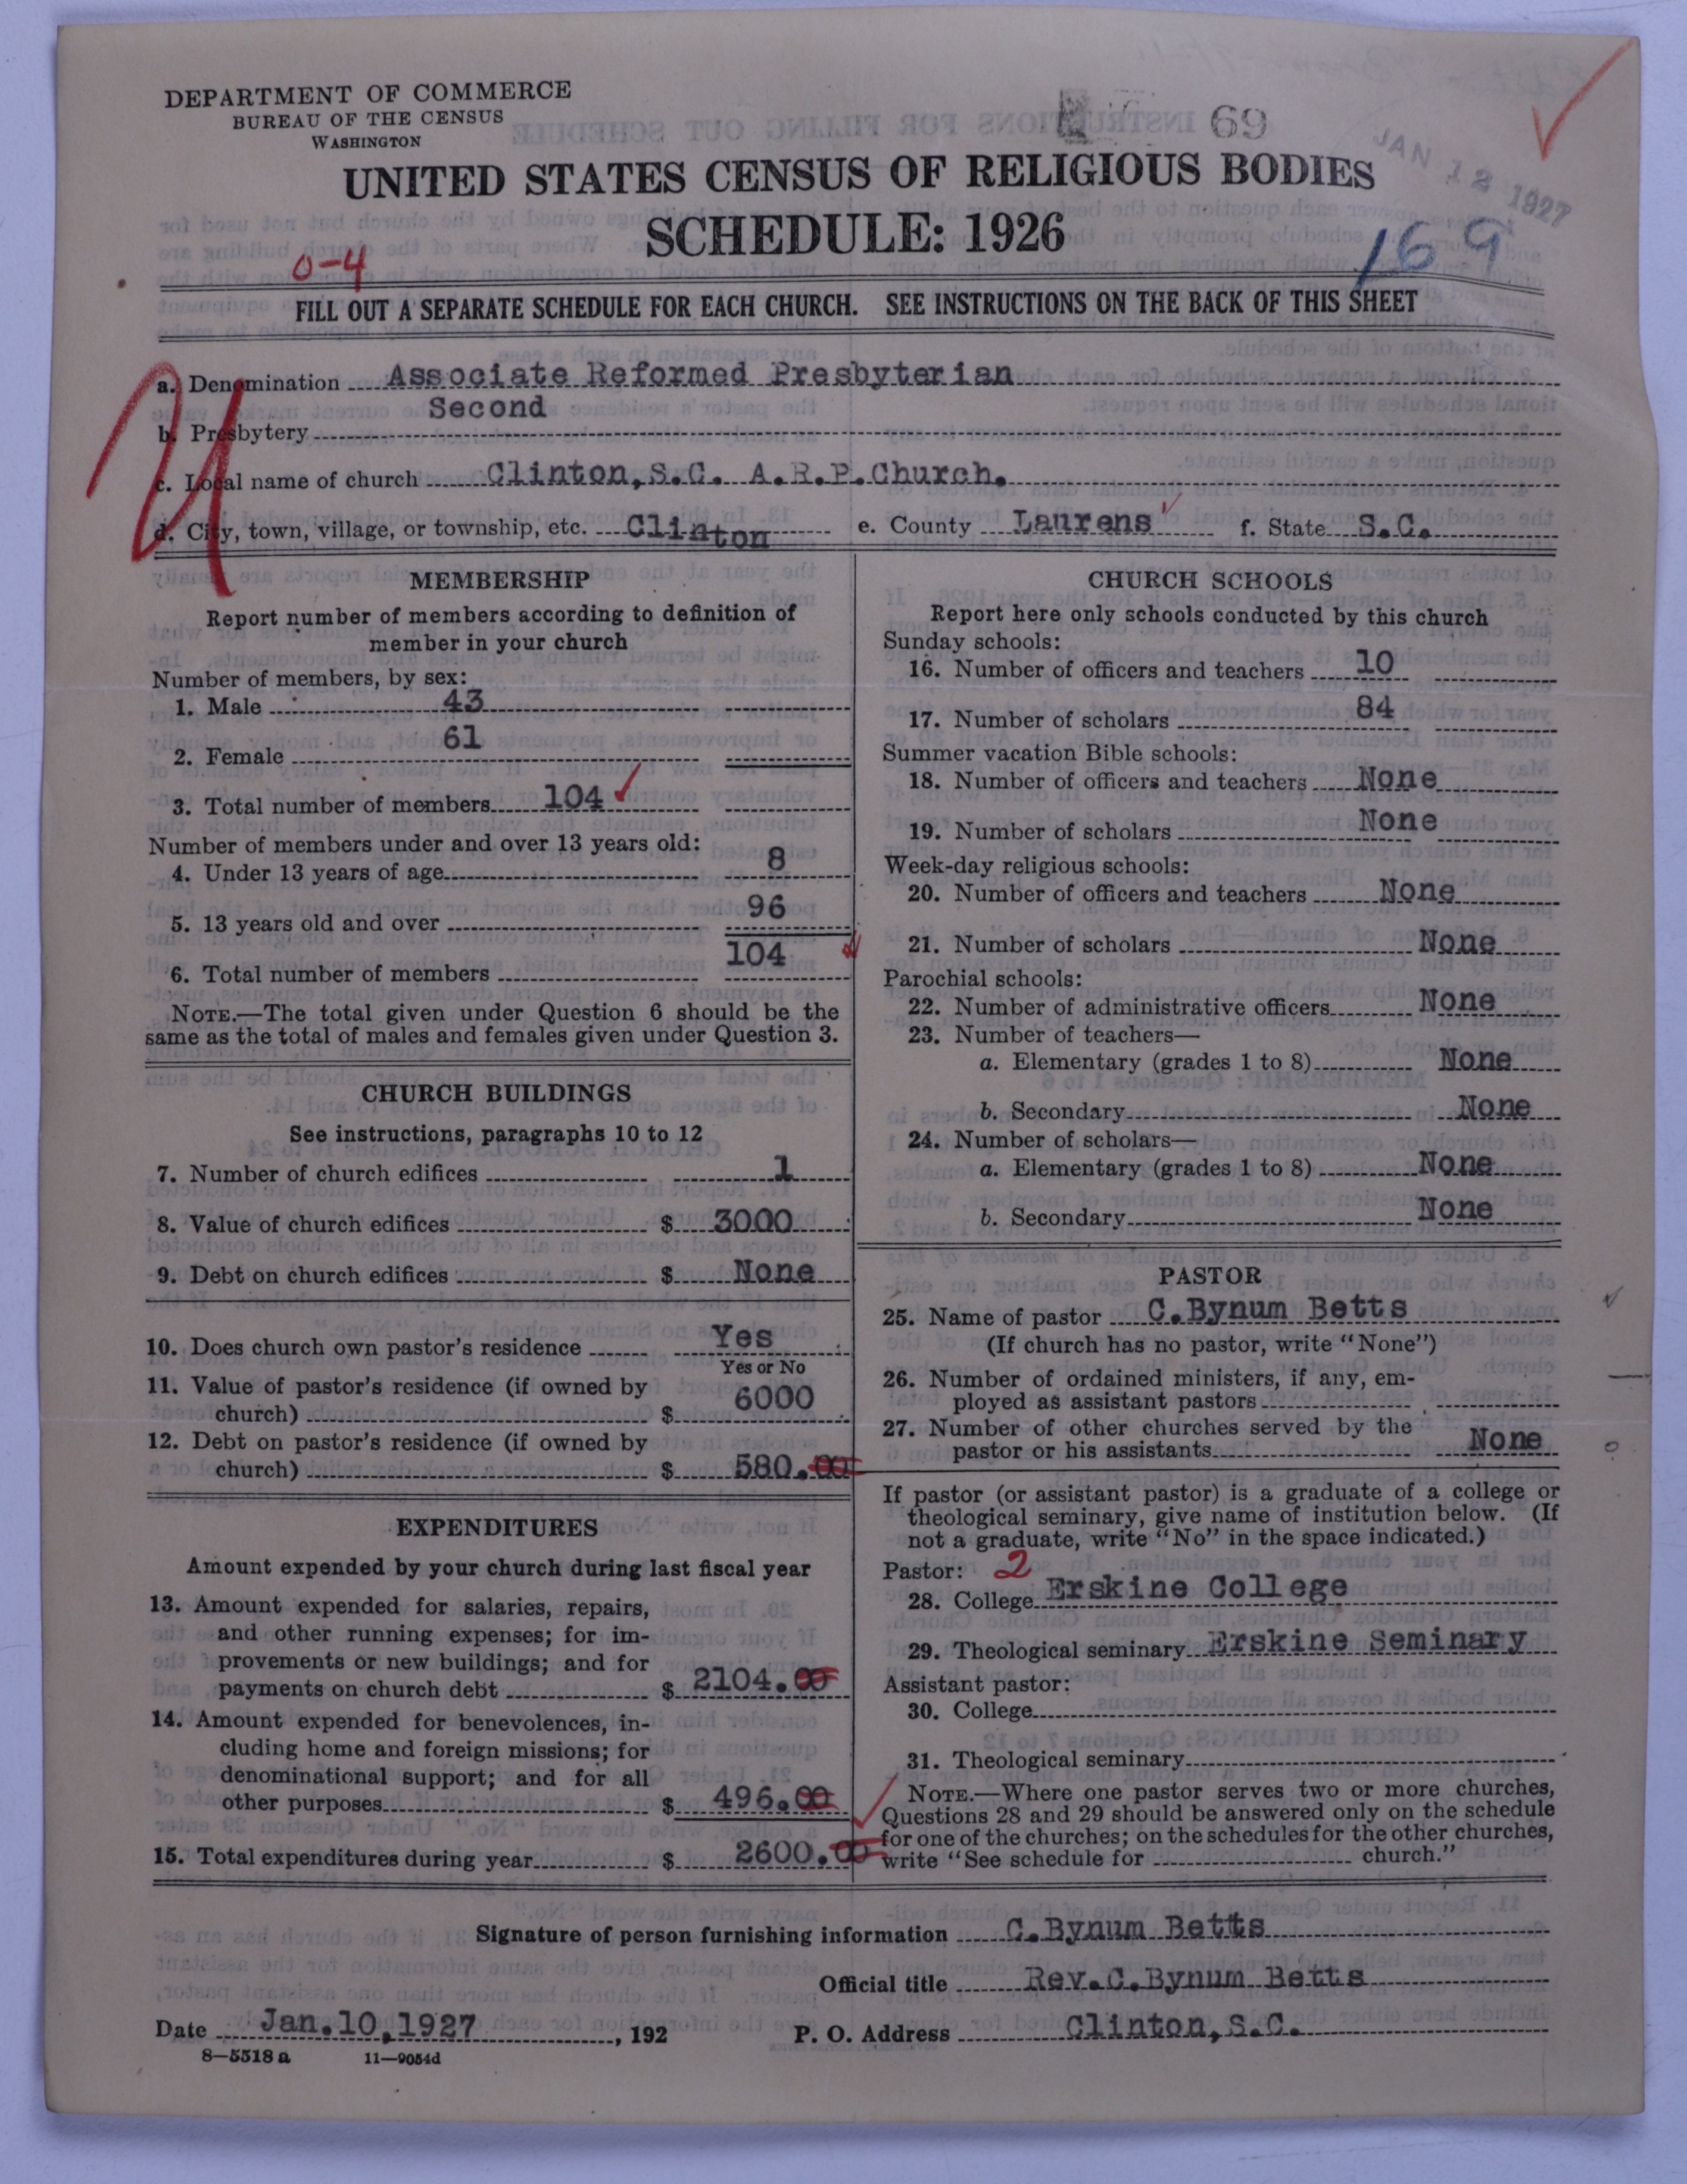 DEPARTMENT OF COMMERCE
BUREAU OF THE CENSUS
WASHINGTON
69
JAN 12 1927
UNITED STATES CENSUS OF RELIGIOUS BODIES
SCHEDULE: 1926
0-4
169
FILL OUT A SEPARATE SCHEDULE FOR EACH CHURCH. SEE INSTRUCTIONS ON THE BACK OF THIS SHEET
a. Denomination Associate Reformed Presbyterian
b. Presbytery Second
c. Local name of church Clinton, S.C. A.R.P. Church.
d. City, town, village, or township, etc. Clinton e. County Laurens f. State S.C.
MEMBERSHIP
Report number of members according to definition of
member in your church
Number of members, by sex:
1. Male 43
2. Female 61
3. Total number of members 104
Number of members under and over 13 years old:
4. Under 13 years of age 8
5. 13 years old and over 96
6. Total number of members 104
NOTE.—The total given under Question 6 should be the
same as the total of males and females given under Question 3.
CHURCH BUILDINGS
See instructions, paragraphs 10 to 12
7. Number of church edifices 1
8. Value of church edifices $ 3000
9. Debt on church edifices $ None
10. Does church own pastor's residence Yes
Yes or No
11. Value of pastor's residence (if owned by
church) $ 6000
12. Debt on pastor's residence (if owned by
church) $ 580.00
EXPENDITURES
Amount expended by your church during last fiscal year
13. Amount expended for salaries, repairs,
and other running expenses; for im-
provements or new buildings; and for
payments on church debt $ 2104.00
14. Amount expended for benevolences, in-
cluding home and foreign missions; for
denominational support; and for all
other purposes $ 496.00
15. Total expenditures during year $ 2600.00
CHURCH SCHOOLS
Report here only schools conducted by this church
Sunday schools:
16. Number of officers and teachers 10
17. Number of scholars 84
Summer vacation Bible schools:
18. Number of officers and teachers None
19. Number of scholars None
Week-day religious schools:
20. Number of officers and teachers None
21. Number of scholars None
Parochial schools:
22. Number of administrative officers None
23. Number of teachers—
a. Elementary (grades 1 to 8) None
b. Secondary None
24. Number of scholars—
a. Elementary (grades 1 to 8) None
b. Secondary None
PASTOR
25. Name of pastor C. Bynum Betts
(If church has no pastor, write "None")
26. Number of ordained ministers, if any, em-
ployed as assistant pastors
27. Number of other churches served by the
pastor or his assistants None
If pastor (or assistant pastor) is a graduate of a college or
theological seminary, give name of institution below. (If
not a graduate, write "No" in the space indicated.)
Pastor: 2
28. College Erskine College
29. Theological seminary Erskine Seminary
Assistant pastor:
30. College
31. Theological seminary
NOTE.—Where one pastor serves two or more churches,
Questions 28 and 29 should be answered only on the schedule
for one of the churches; on the schedules for the other churches,
write "See schedule for church."
Signature of person furnishing information C. Bynum Betts
Official title Rev. C. Bynum Betts
Date Jan. 10, 1927, 192 P. O. Address Clinton, S.C.
8—5518 a 11—9054d